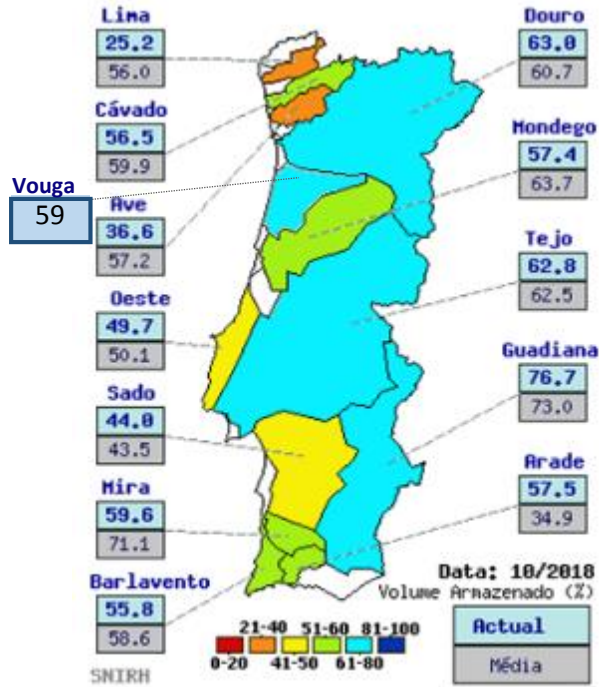 Lima
25.2
56.0
Cávado
56.5
59.9
Vouga
59
Ave
36.6
57.2
Oeste
49.7
50.1
Sado
44.0
43.5
Mira
59.6
71.1
Barlavento
55.8
58.6
SNIRH
Douro
63.0
60.7
Mondego
57.4
63.7
Tejo
62.8
62.5
Guadiana
76.7
73.0
Arade
57.5
34.9
Data: 10/2018
Volume Armazenado (%)
Actual
Média
21-40 51-60 81-100
0-20 41-50 61-80